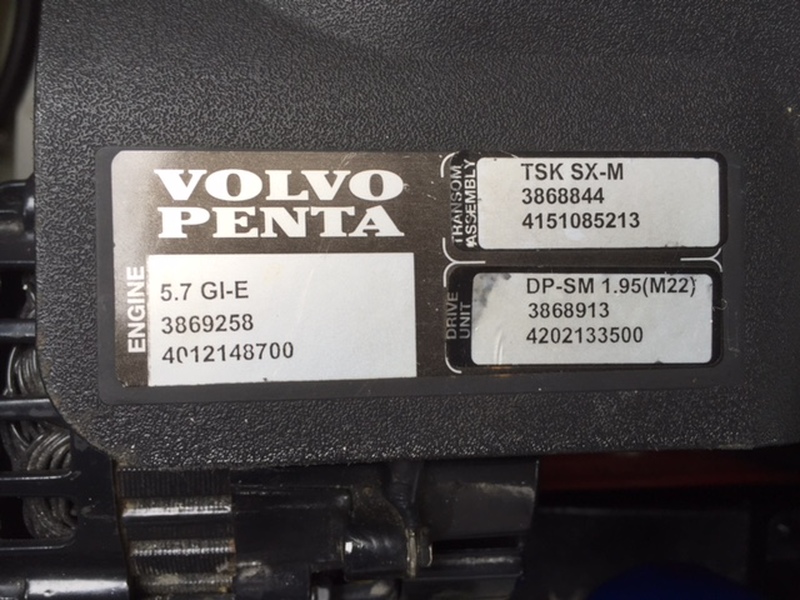 VOLVO
PENTA
ENGINE
5.7 GI-E
3869258
4012148700
TRANSOM
ASSEMBLY
TSK SX-M
3868844
4151085213
DRIVE
UNIT
DP-SM 1.95(M22)
3868913
4202133500